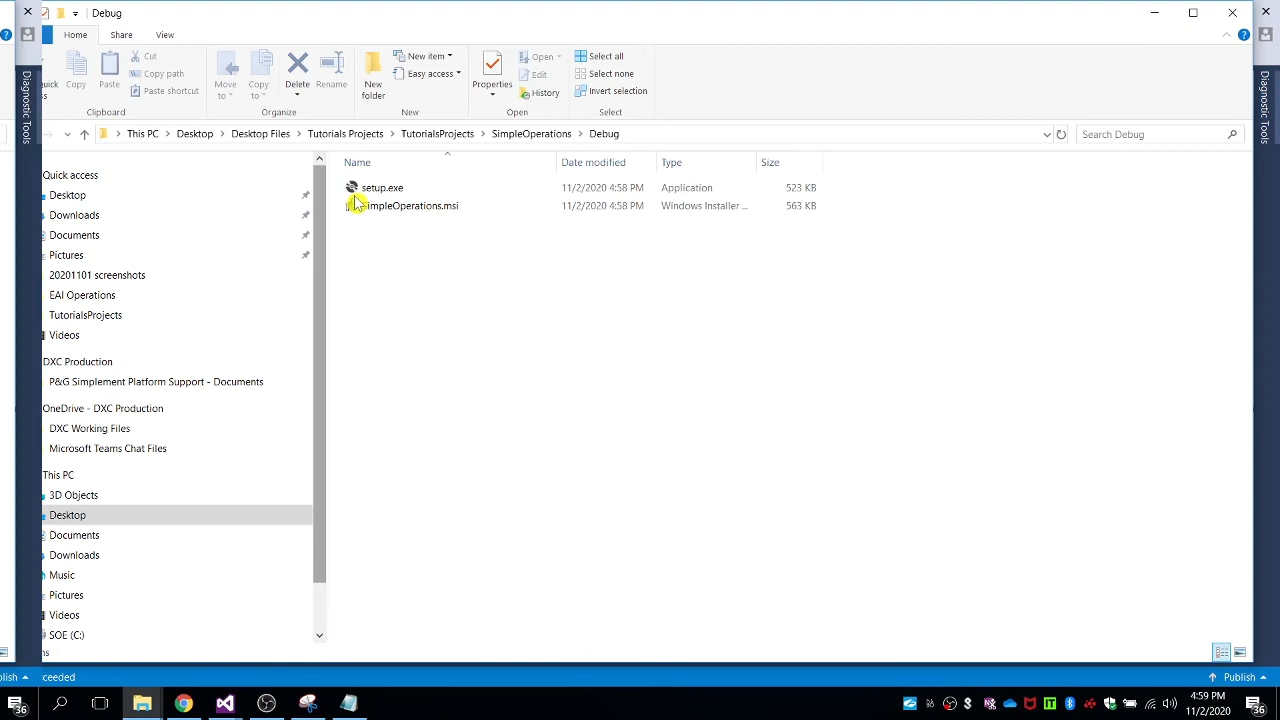 Debug
Home
Share
View
Diagnostic Tools
Copy
Paste
Cut
Copy path
Paste shortcut
Clipboard
Move to
Copy to
Delete
Rename
Organize
New folder
New item
Easy access
New
Properties
Open
Edit
History
Open
Select all
Select none
Invert selection
Select
Diagnostic Tools
This PC > Desktop > Desktop Files > Tutorials Projects > TutorialsProjects > SimpleOperations > Debug
Search Debug
Name
Date modified
Type
Size
setup.exe 11/2/2020 4:58 PM Application 523 KB
impleOperations.msi 11/2/2020 4:58 PM Windows Installer ... 563 KB
Quick access
Desktop
Downloads
Documents
Pictures
20201101 screenshots
EAI Operations
TutorialsProjects
Videos
DXC Production
P&G Simplement Platform Support - Documents
OneDrive - DXC Production
DXC Working Files
Microsoft Teams Chat Files
This PC
3D Objects
Desktop
Documents
Downloads
Music
Pictures
Videos
SOE (C:)
ms
blish
ceeded
Publish
36
4:59 PM
11/2/2020
36